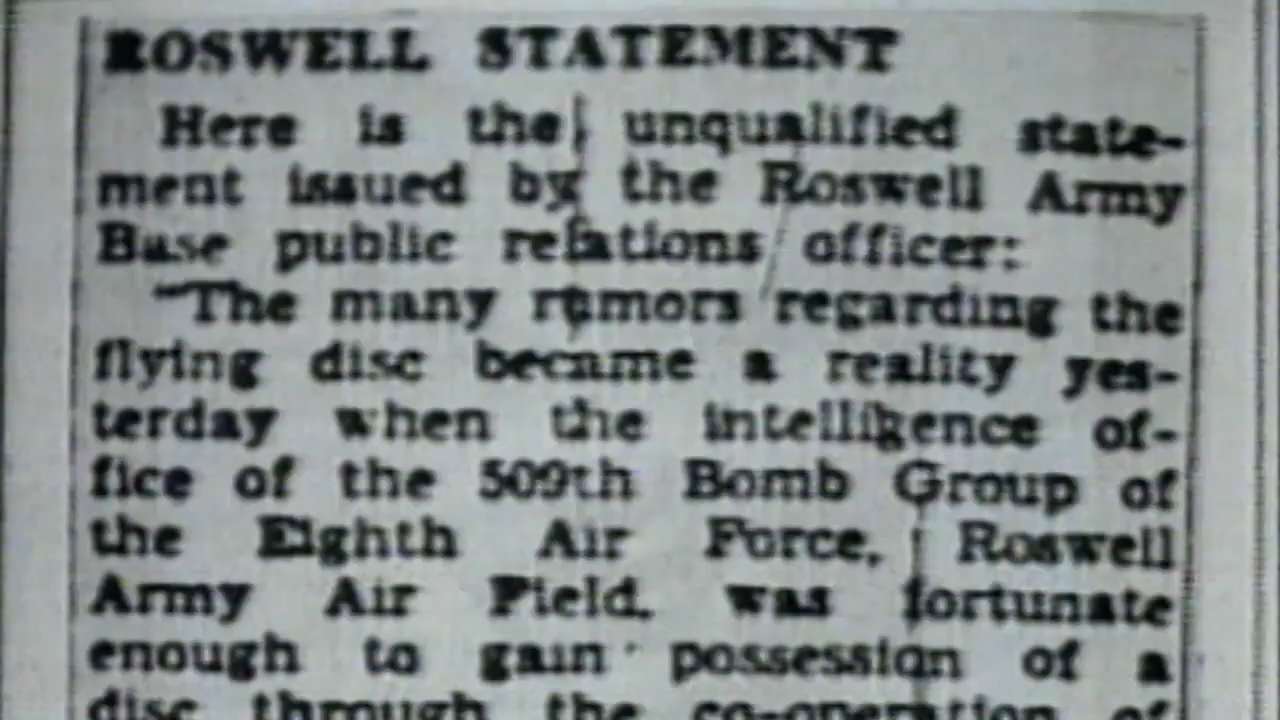 ROSWELL STATEMENT
Here is the unqualified state-
ment issued by the Roswell Army
Base public relations officer:
"The many rumors regarding the
flying disc became a reality yes-
terday when the intelligence of-
fice of the 509th Bomb Group of
the Eighth Air Force, Roswell
Army Air Field, was fortunate
enough to gain possession of a
disc through the co-operation of